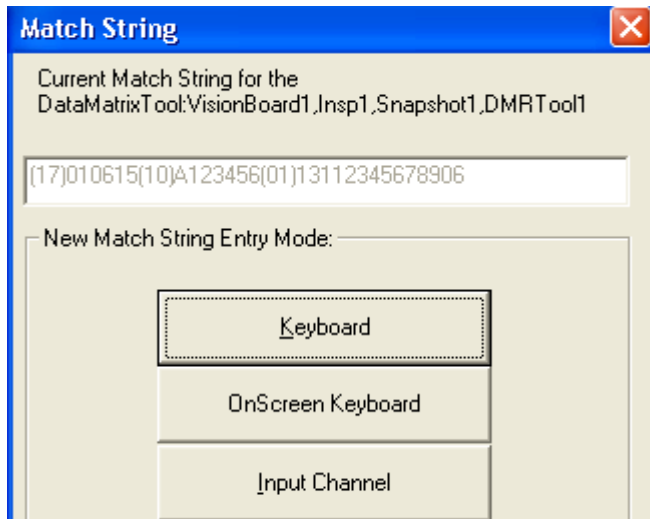 Match String
Current Match String for the
DataMatrixTool:VisionBoard1,Insp1,Snapshot1,DMRTool1
(17)010615(10)A123456(01)13112345678906
New Match String Entry Mode:
Keyboard
OnScreen Keyboard
Input Channel